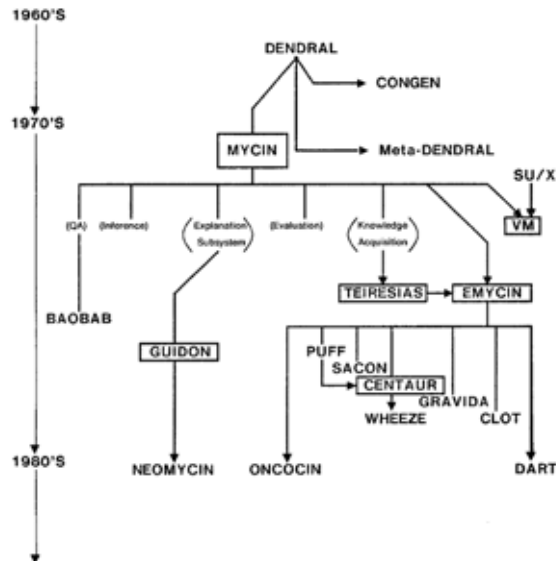 1960'S
DENDRAL
CONGEN
1970'S
MYCIN
Meta-DENDRAL
SU/X
(QA)
(Inference)
(Explanation
Subsystem)
(Evaluation)
(Knowledge
Acquisition)
VM
TEIRESIAS
EMYCIN
BAOBAB
GUIDON
PUFF
SACON
CENTAUR
GRAVIDA
WHEEZE
CLOT
1980'S
NEOMYCIN
ONCOCIN
DART